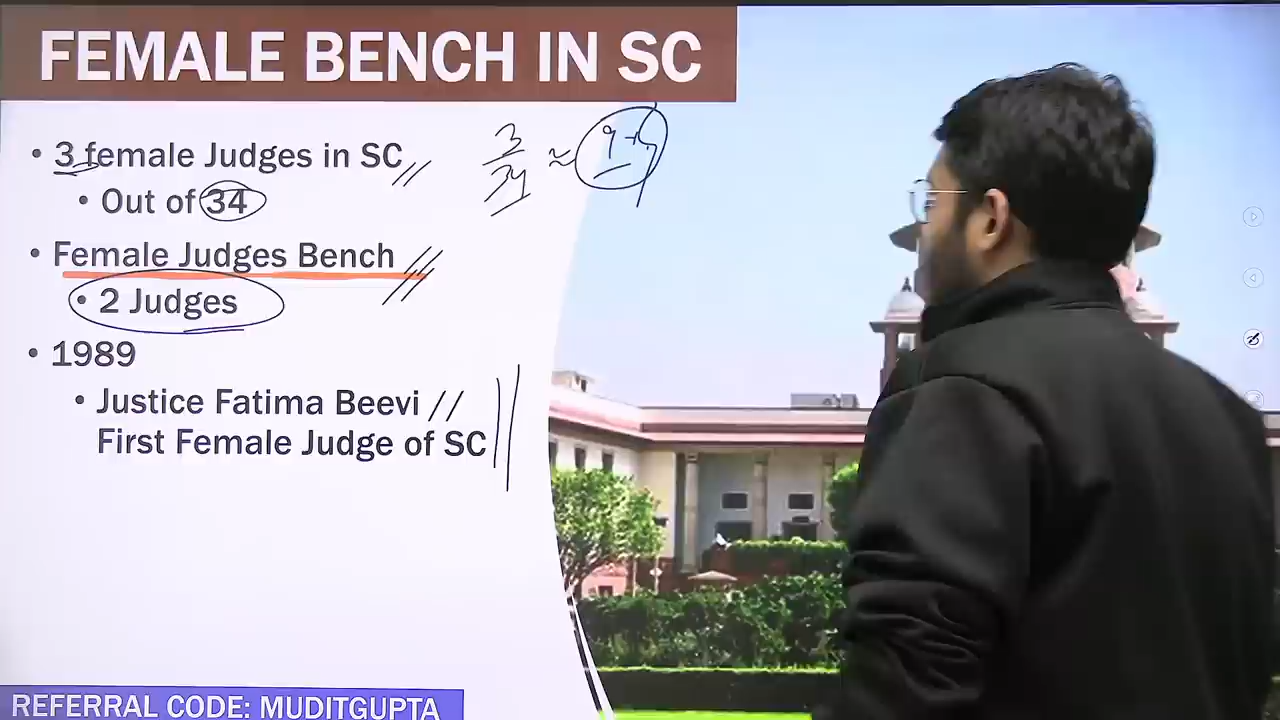 FEMALE BENCH IN SC
• 3 female Judges in SC
• Out of 34
3/34 ≈ 9%
• Female Judges Bench
• 2 Judges
• 1989
• Justice Fatima Beevi
First Female Judge of SC
REFERRAL CODE: MUDITGUPTA